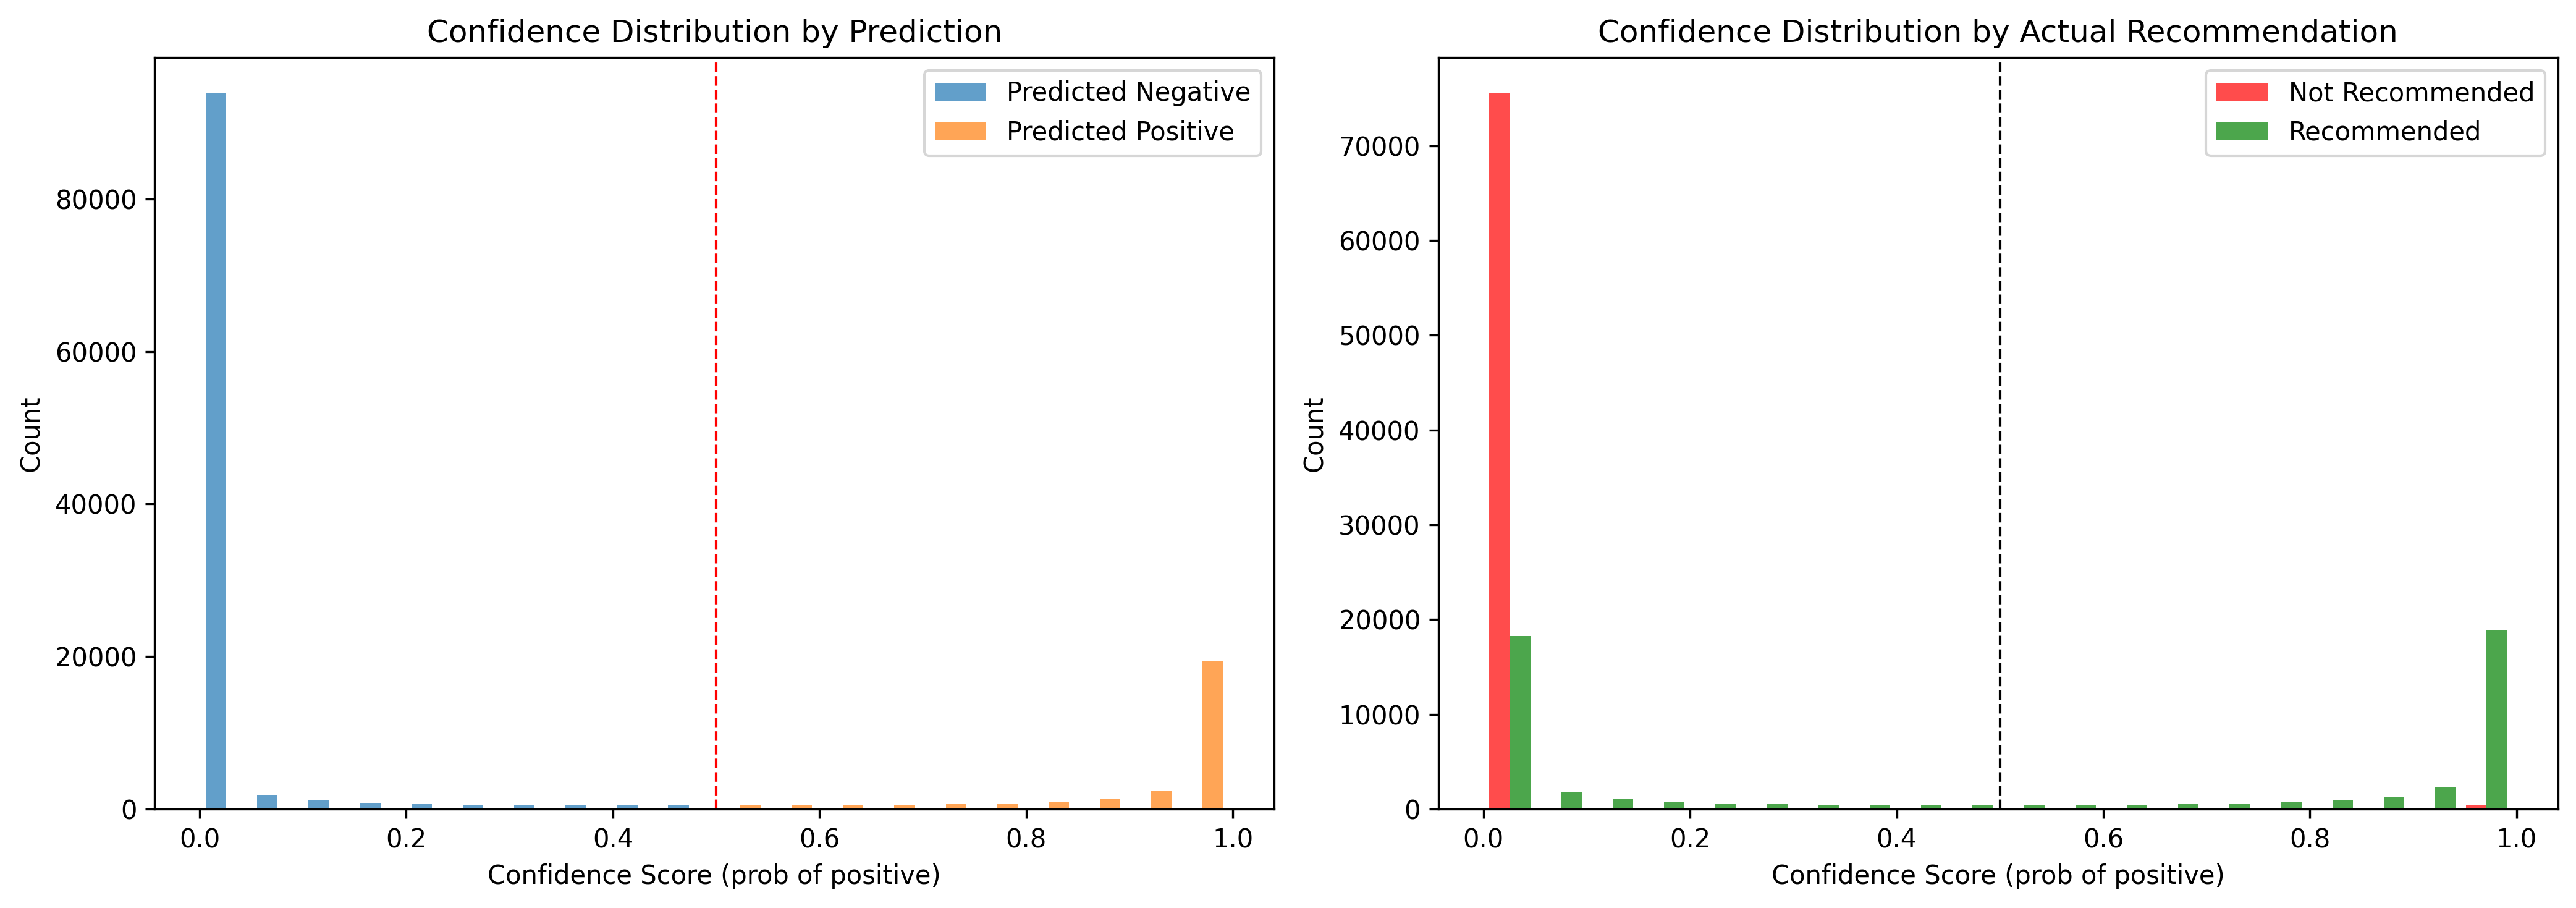 Confidence Distribution by Prediction
Predicted Negative
Predicted Positive
Count
80000
60000
40000
20000
0
0.0 0.2 0.4 0.6 0.8 1.0
Confidence Score (prob of positive)
Confidence Distribution by Actual Recommendation
Not Recommended
Recommended
Count
70000
60000
50000
40000
30000
20000
10000
0
0.0 0.2 0.4 0.6 0.8 1.0
Confidence Score (prob of positive)